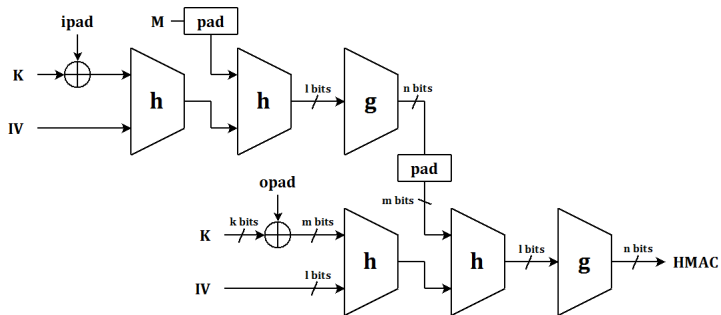 ipad
M
pad
K
h
h
l bits
g
n bits
IV
pad
opad
m bits
K
k bits
m bits
h
h
l bits
g
n bits
HMAC
IV
l bits